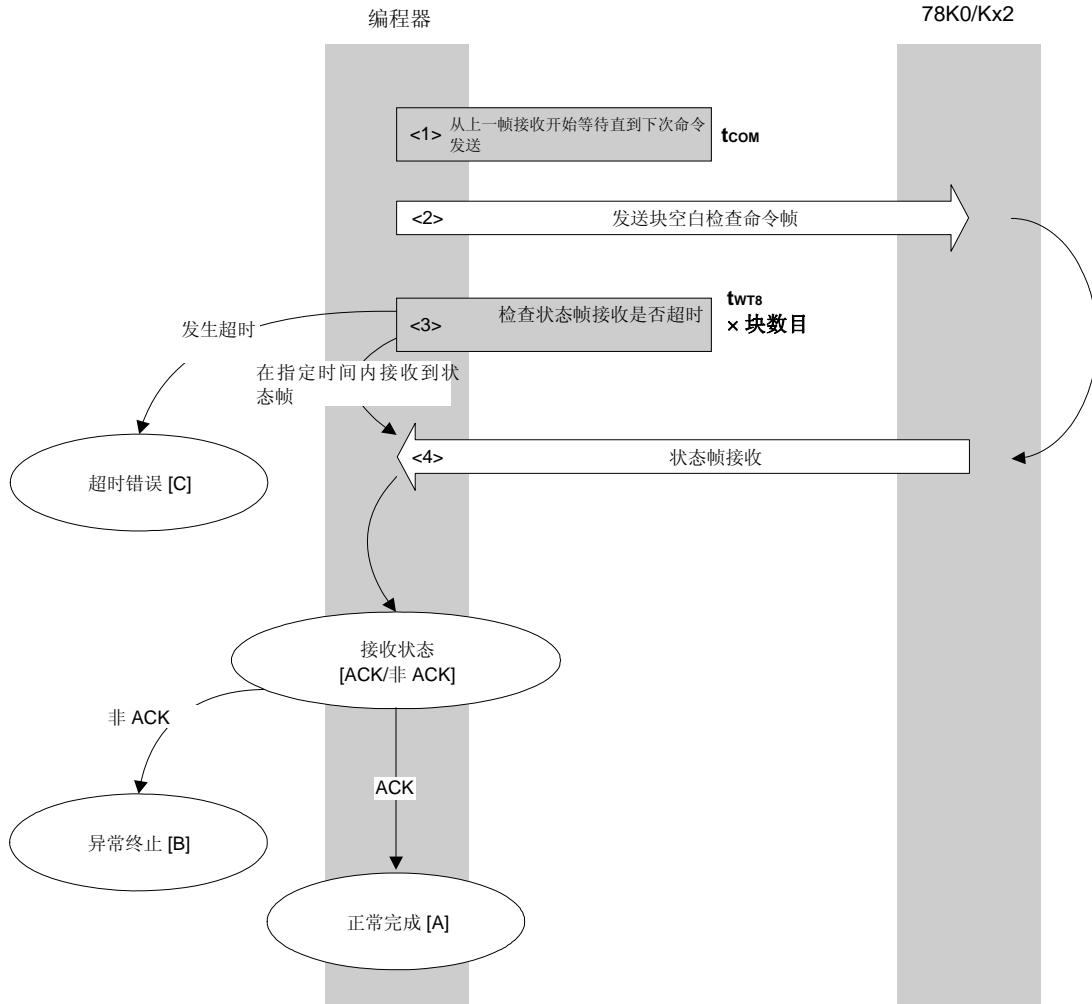 编程器
78K0/Kx2
<1> 从上一帧接收开始等待直到下次命令
发送
tCOM
<2> 发送块空白检查命令帧
<3> 检查状态帧接收是否超时
tWT8
× 块数目
发生超时
在指定时间内接收到状
态帧
<4> 状态帧接收
超时错误 [C]
接收状态
[ACK/非 ACK]
非 ACK
ACK
异常终止 [B]
正常完成 [A]